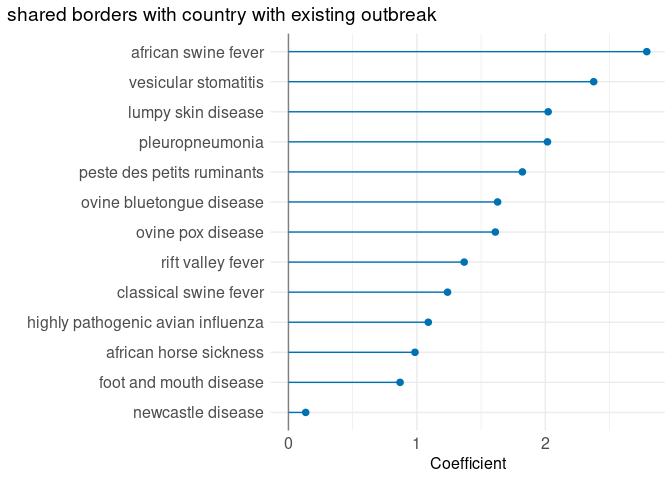 shared borders with country with existing outbreak
african swine fever
vesicular stomatitis
lumpy skin disease
pleuropneumonia
peste des petits ruminants
ovine bluetongue disease
ovine pox disease
rift valley fever
classical swine fever
highly pathogenic avian influenza
african horse sickness
foot and mouth disease
newcastle disease
0 1 2
Coefficient